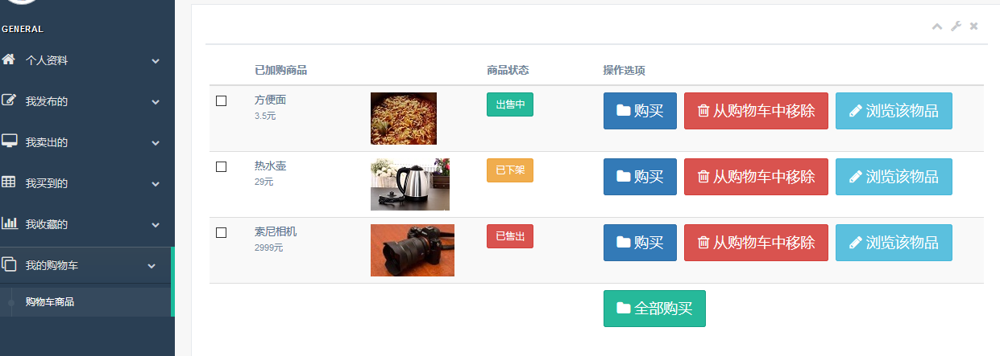 GENERAL
个人资料
我发布的
我卖出的
我买到的
我收藏的
我的购物车
购物车商品
已加购商品 商品状态 操作选项
方便面 出售中 购买 从购物车中移除 浏览该物品
3.5元
热水壶 已下架 购买 从购物车中移除 浏览该物品
29元
索尼相机 已售出 购买 从购物车中移除 浏览该物品
2999元
全部购买